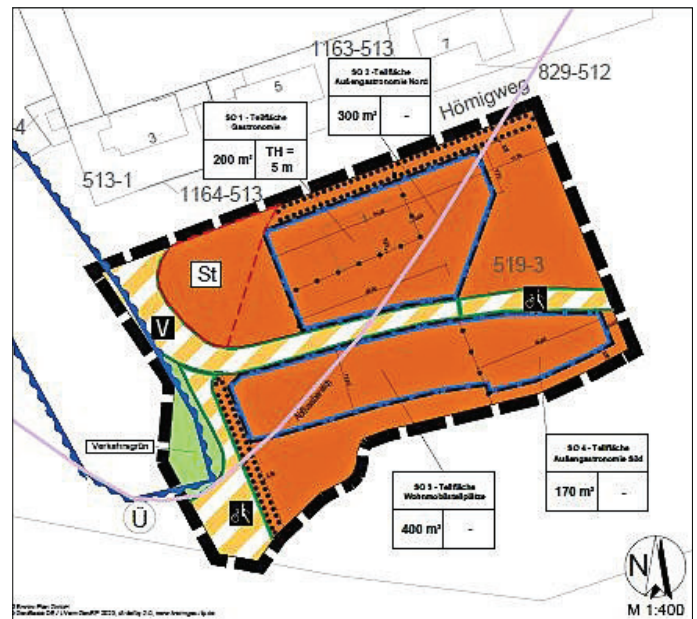 1163-513
7
SO 2 - Teilfläche
Außengastronomie Nord
300 m²
-
829-512
Hörnigweg
5
SO 1 - Teilfläche
Gastronomie
200 m²
TH =
5 m
3
513-1
1164-513
St
519-3
V
Verkehrsgrün
SO 4 - Teilfläche
Außengastronomie Süd
170 m²
-
SO 3 - Teilfläche
Wohnmobilstellplätze
400 m²
-
Ü
N
M 1:400